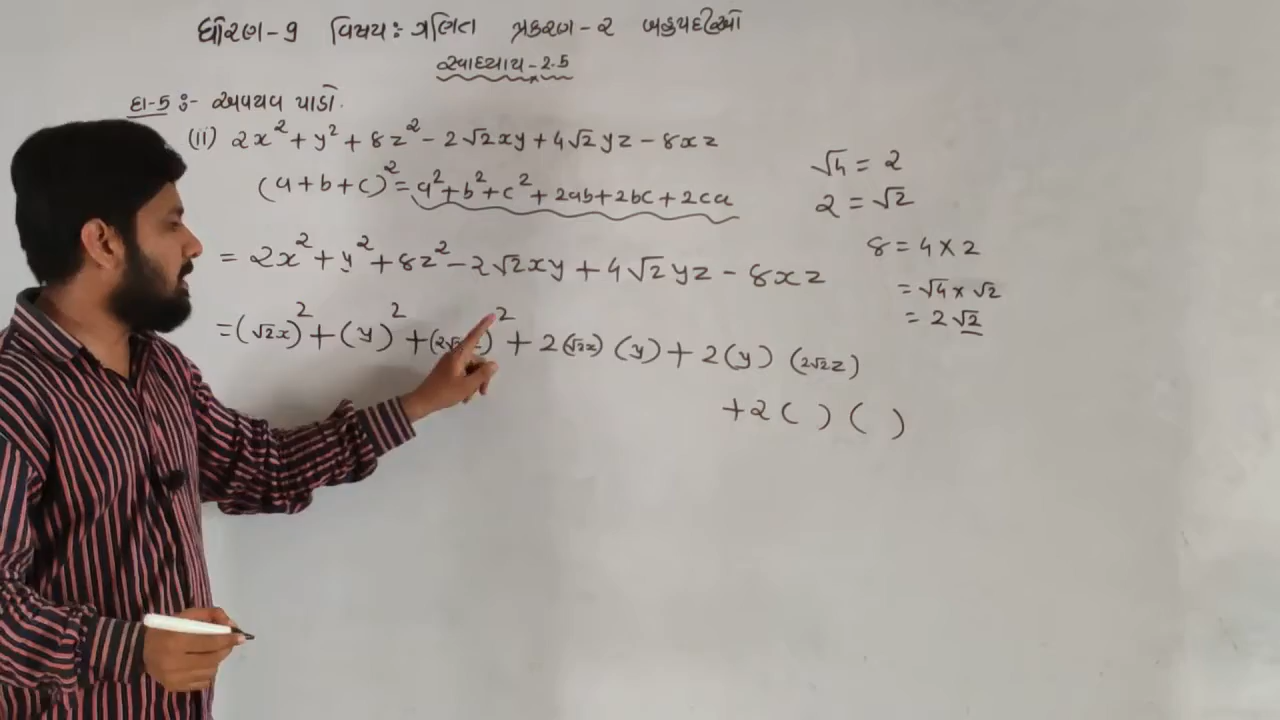 ધોરણ-9 વિષય: ગણિત પ્રકરણ-૨ બહુપદીઓ
સ્વાધ્યાય-2.5
દા-5 :- અવયવ પાડો.
(ii) 2x² + y² + 8z² - 2√2xy + 4√2yz - 8xz
(a+b+c)² = a² + b² + c² + 2ab + 2bc + 2ca
= 2x² + y² + 8z² - 2√2xy + 4√2yz - 8xz
= (√2x)² + (y)² + (2√2 )² + 2(√2x) (y) + 2(y) (2√2z)
+2( ) ( )
√4 = 2
2 = √2
8 = 4 × 2
= √4 × √2
= 2√2